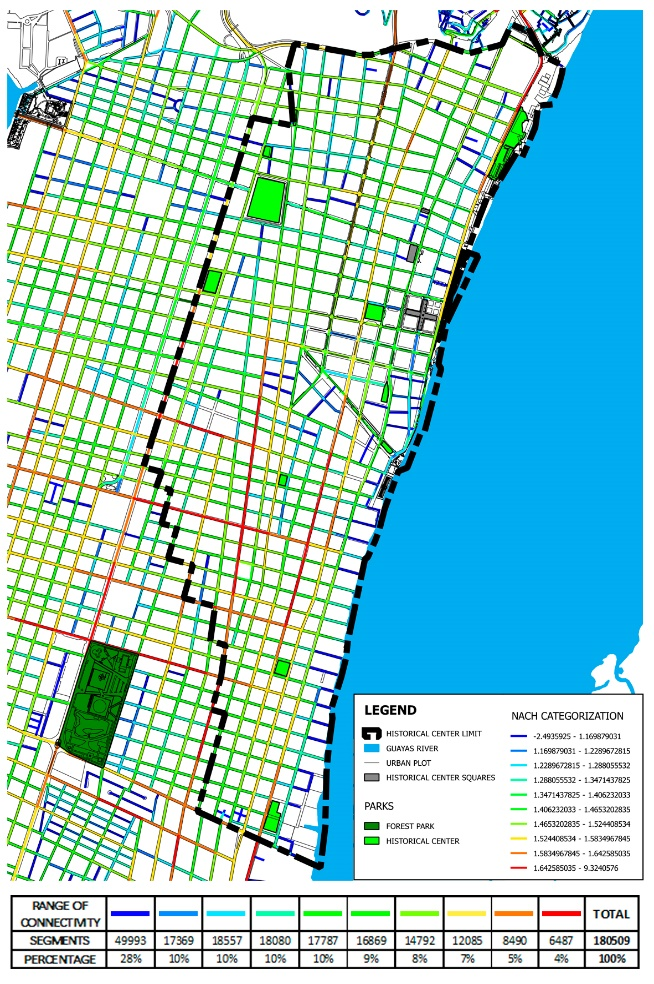 LEGEND
HISTORICAL CENTER LIMIT
GUAYAS RIVER
URBAN PLOT
HISTORICAL CENTER SQUARES
PARKS
FOREST PARK
HISTORICAL CENTER
NACH CATEGORIZATION
-2.4935925 - 1.169879031
1.169879031 - 1.2289672815
1.2289672815 - 1.288055532
1.288055532 - 1.3471437825
1.3471437825 - 1.406232033
1.406232033 - 1.4653202835
1.4653202835 - 1.524408534
1.524408534 - 1.5834967845
1.5834967845 - 1.642585035
1.642585035 - 9.3240576
RANGE OF CONNECTIVITY TOTAL
SEGMENTS 49993 17369 18557 18080 17787 16869 14792 12085 8490 6487 180509
PERCENTAGE 28% 10% 10% 10% 10% 9% 8% 7% 5% 4% 100%